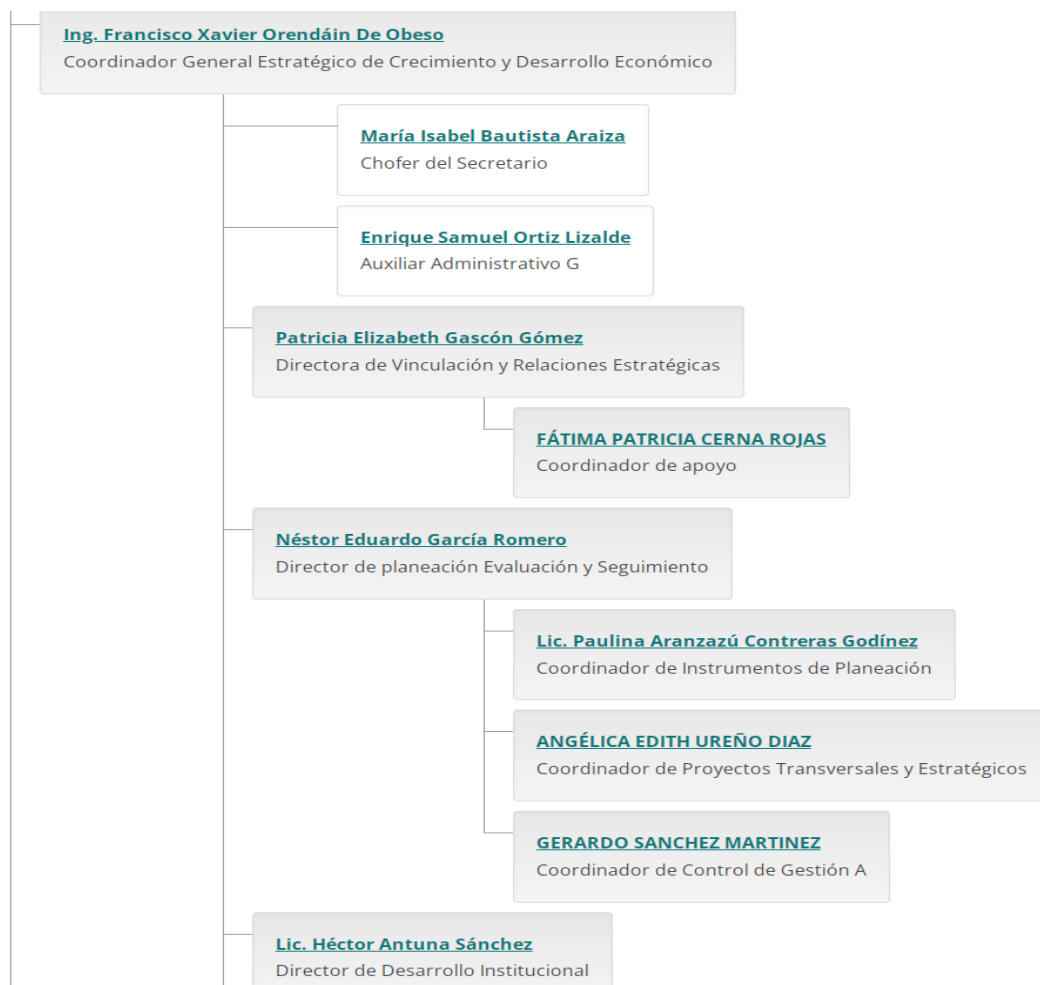 Ing. Francisco Xavier Orendáin De Obeso
Coordinador General Estratégico de Crecimiento y Desarrollo Económico
María Isabel Bautista Araiza
Chofer del Secretario
Enrique Samuel Ortiz Lizalde
Auxiliar Administrativo G
Patricia Elizabeth Gascón Gómez
Directora de Vinculación y Relaciones Estratégicas
FÁTIMA PATRICIA CERNA ROJAS
Coordinador de apoyo
Néstor Eduardo García Romero
Director de planeación Evaluación y Seguimiento
Lic. Paulina Aranzazú Contreras Godínez
Coordinador de Instrumentos de Planeación
ANGÉLICA EDITH UREÑO DIAZ
Coordinador de Proyectos Transversales y Estratégicos
GERARDO SANCHEZ MARTINEZ
Coordinador de Control de Gestión A
Lic. Héctor Antuna Sánchez
Director de Desarrollo Institucional